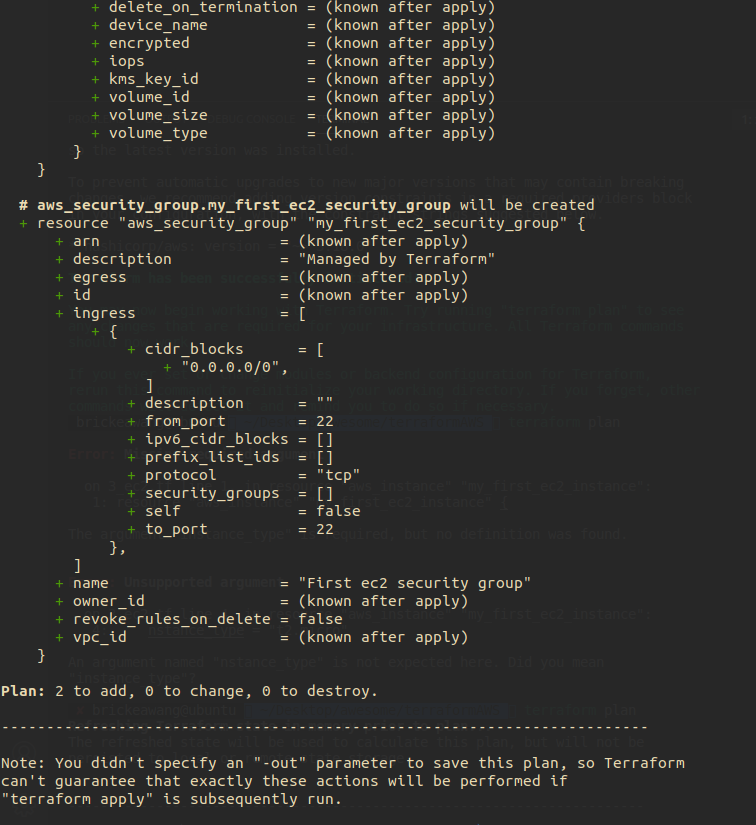 + delete_on_termination = (known after apply)
+ device_name = (known after apply)
+ encrypted = (known after apply)
+ iops = (known after apply)
+ kms_key_id = (known after apply)
+ volume_id = (known after apply)
+ volume_size = (known after apply)
+ volume_type = (known after apply)
}
}
# aws_security_group.my_first_ec2_security_group will be created
+ resource "aws_security_group" "my_first_ec2_security_group" {
+ arn = (known after apply)
+ description = "Managed by Terraform"
+ egress = (known after apply)
+ id = (known after apply)
+ ingress = [
+ {
+ cidr_blocks = [
+ "0.0.0.0/0",
]
+ description = ""
+ from_port = 22
+ ipv6_cidr_blocks = []
+ prefix_list_ids = []
+ protocol = "tcp"
+ security_groups = []
+ self = false
+ to_port = 22
},
]
+ name = "First ec2 security group"
+ owner_id = (known after apply)
+ revoke_rules_on_delete = false
+ vpc_id = (known after apply)
}
Plan: 2 to add, 0 to change, 0 to destroy.
------------------------------------------------------------------------
Note: You didn't specify an "-out" parameter to save this plan, so Terraform
can't guarantee that exactly these actions will be performed if
"terraform apply" is subsequently run.